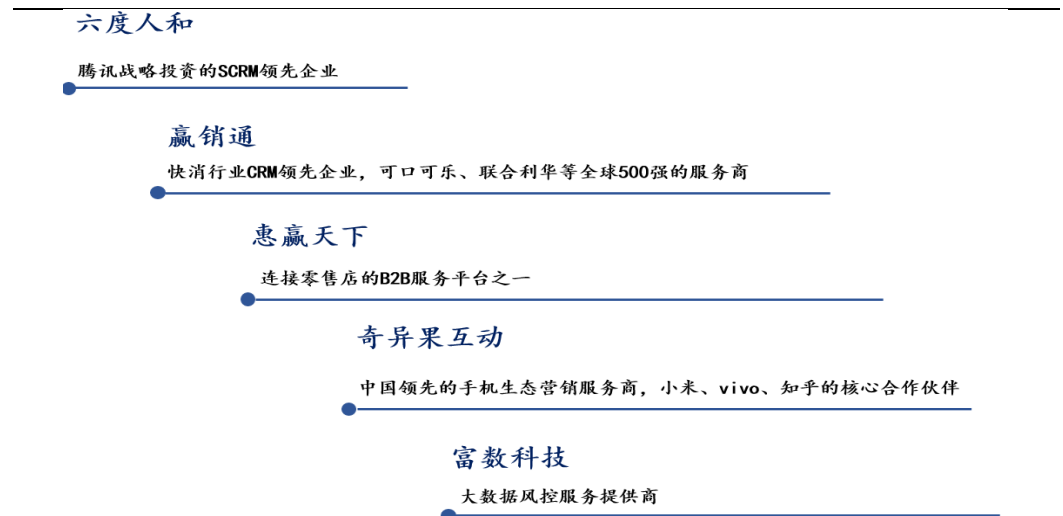 六度人和
腾讯战略投资的SCRM领先企业
赢销通
快消行业CRM领先企业，可口可乐、联合利华等全球500强的服务商
惠赢天下
连接零售店的B2B服务平台之一
奇异果互动
中国领先的手机生态营销服务商，小米、vivo、知乎的核心合作伙伴
富数科技
大数据风控服务提供商